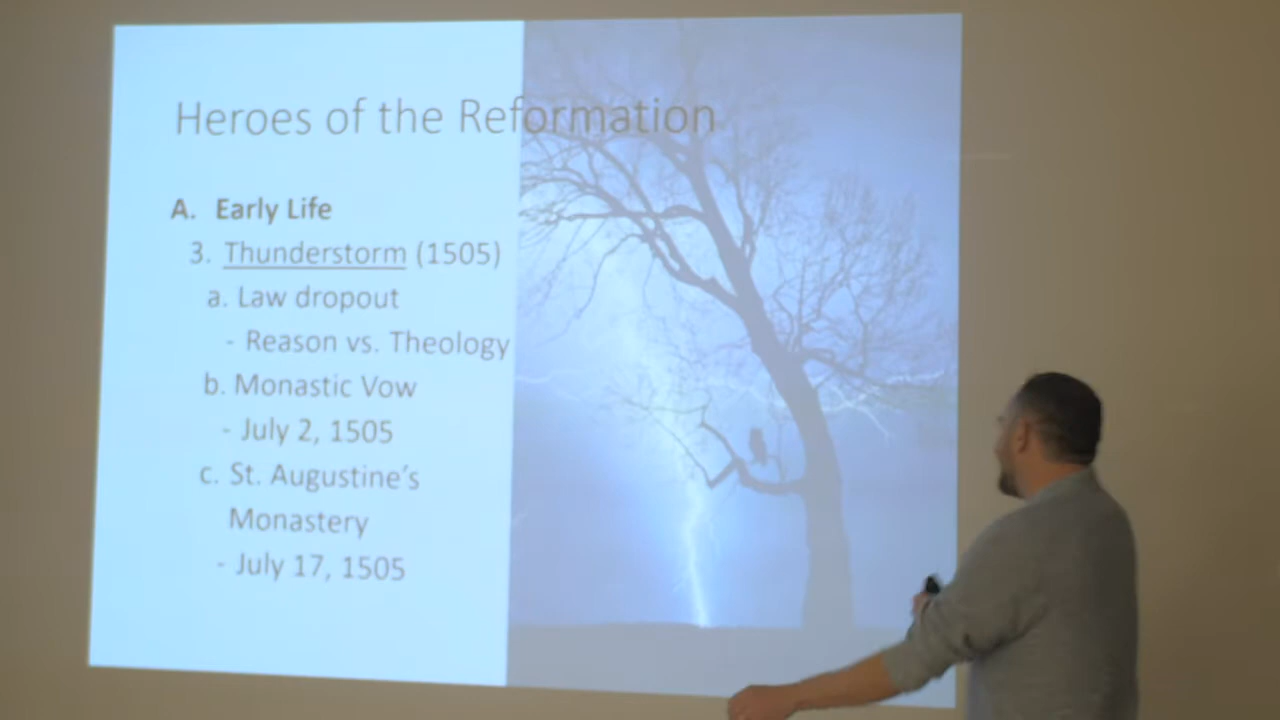 Heroes of the Reformation
A. Early Life
3. Thunderstorm (1505)
a. Law dropout
- Reason vs. Theology
b. Monastic Vow
- July 2, 1505
c. St. Augustine's
Monastery
- July 17, 1505